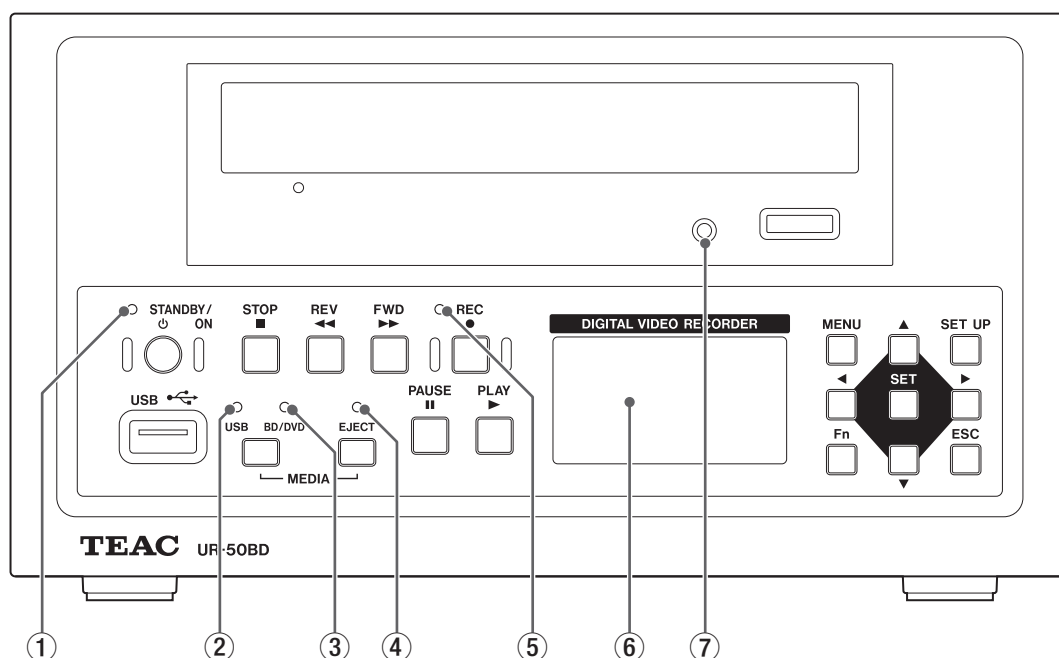 STANDBY/
ON
STOP
REV
FWD
REC
DIGITAL VIDEO RECORDER
MENU
SET UP
SET
PAUSE
PLAY
USB
USB
BD/DVD
EJECT
MEDIA
Fn
ESC
TEAC UR-50BD
① ② ③ ④ ⑤ ⑥ ⑦